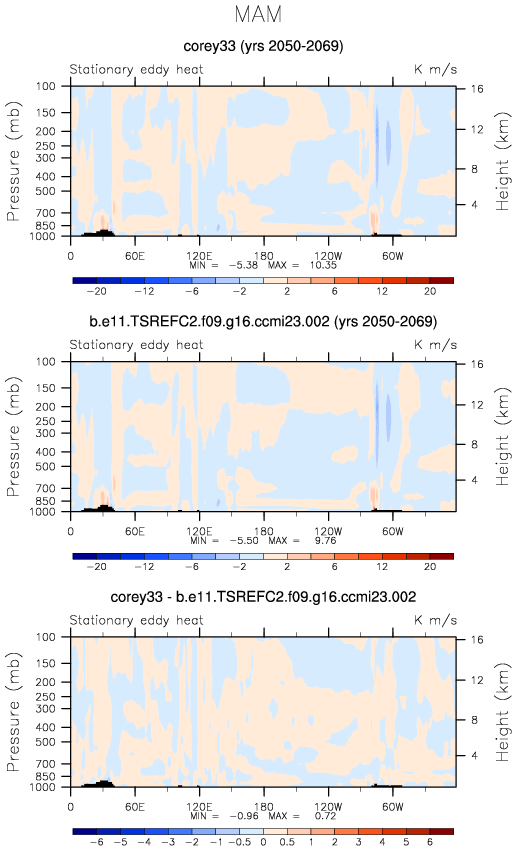 MAM
corey33 (yrs 2050-2069)
Stationary eddy heat K m/s
Pressure (mb)
100
150
200
250
300
400
500
700
850
1000
16
12
8
4
Height (km)
0 60E 120E 180 120W 60W
MIN = -5.38 MAX = 10.35
-20 -12 -6 -2 2 6 12 20
b.e11.TSREFC2.f09.g16.ccmi23.002 (yrs 2050-2069)
Stationary eddy heat K m/s
Pressure (mb)
100
150
200
250
300
400
500
700
850
1000
16
12
8
4
Height (km)
0 60E 120E 180 120W 60W
MIN = -5.50 MAX = 9.76
-20 -12 -6 -2 2 6 12 20
corey33 - b.e11.TSREFC2.f09.g16.ccmi23.002
Stationary eddy heat K m/s
Pressure (mb)
100
150
200
250
300
400
500
700
850
1000
16
12
8
4
Height (km)
0 60E 120E 180 120W 60W
MIN = -0.96 MAX = 0.72
-6 -5 -4 -3 -2 -1 -0.5 0 0.5 1 2 3 4 5 6